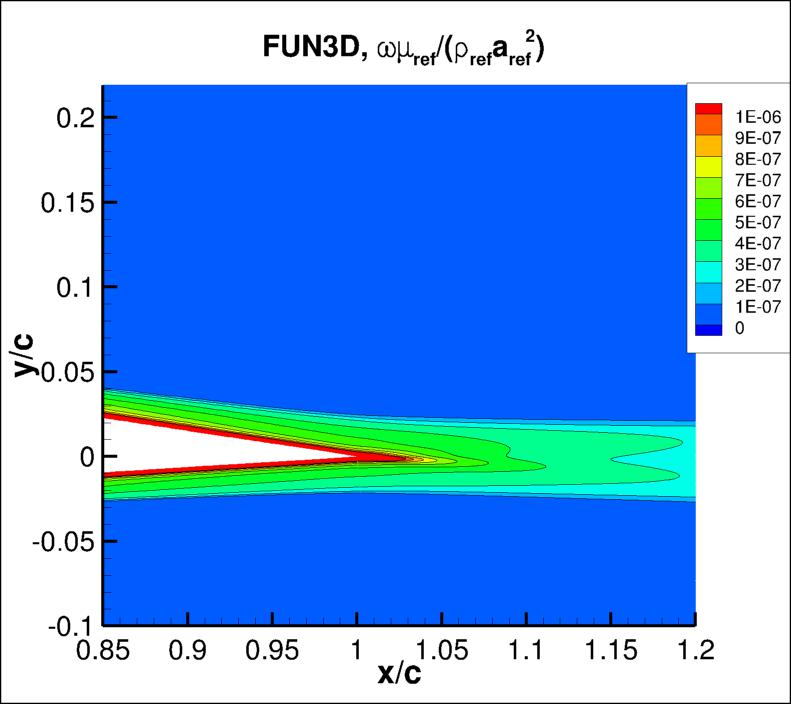 FUN3D, ωμref/(ρrefaref²)
0.2
0.15
0.1
0.05
0
-0.05
-0.1
y/c
0.85 0.9 0.95 1 1.05 1.1 1.15 1.2
x/c
1E-06
9E-07
8E-07
7E-07
6E-07
5E-07
4E-07
3E-07
2E-07
1E-07
0